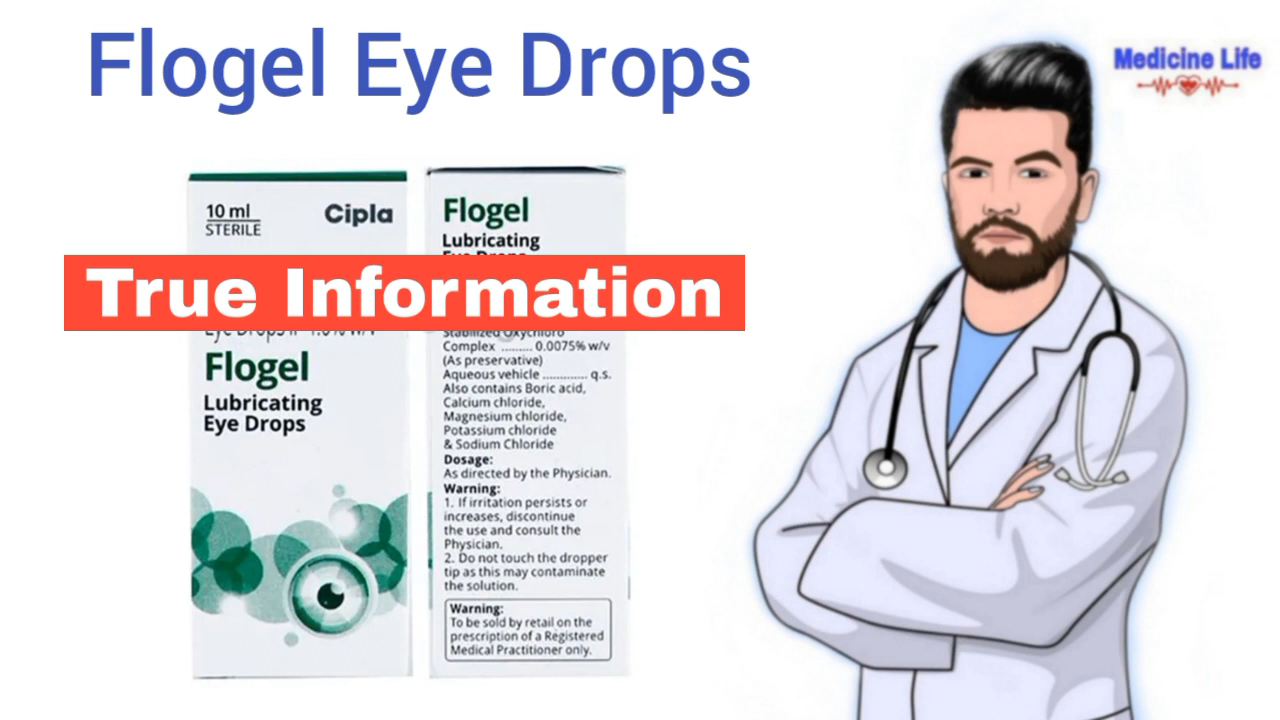 Flogel Eye Drops
Medicine Life
10 ml
STERILE
Cipla
True Information
Flogel
Lubricating
Eye Drops
Flogel
Lubricating
Eye Drops
Stabilized Oxychloro
Complex ......... 0.0075% w/v
(As preservative)
Aqueous vehicle ............. q.s.
Also contains Boric acid,
Calcium chloride,
Magnesium chloride,
Potassium chloride
& Sodium Chloride
Dosage:
As directed by the Physician.
Warning:
1. If irritation persists or
increases, discontinue
the use and consult the
Physician.
2. Do not touch the dropper
tip as this may contaminate
the solution.
Warning:
To be sold by retail on the
prescription of a Registered
Medical Practitioner only.